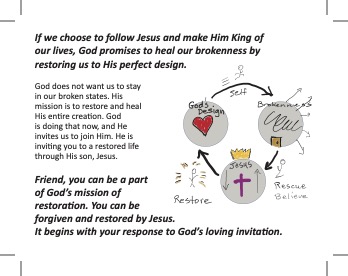 If we choose to follow Jesus and make Him King of
our lives, God promises to heal our brokenness by
restoring us to His perfect design.
God does not want us to stay
in our broken states. His
mission is to restore and heal
His entire creation. God
is doing that now, and He
invites us to join Him. He is
inviting you to a restored life
through His son, Jesus.
Self
God's
Design
Brokenness
Jesus
Rescue
Believe
Restore
Friend, you can be a part
of God's mission of
restoration. You can be
forgiven and restored by Jesus.
It begins with your response to God's loving invitation.